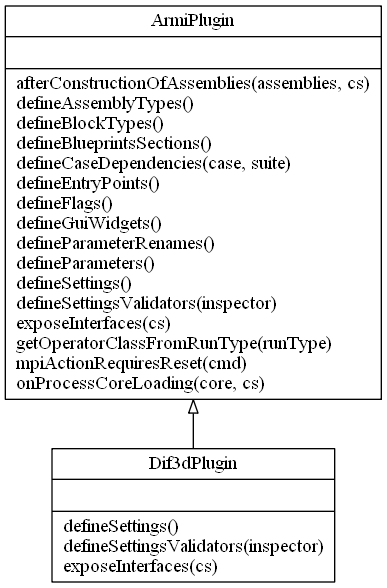 ArmiPlugin
afterConstructionOfAssemblies(assemblies, cs)
defineAssemblyTypes()
defineBlockTypes()
defineBlueprintsSections()
defineCaseDependencies(case, suite)
defineEntryPoints()
defineFlags()
defineGuiWidgets()
defineParameterRenames()
defineParameters()
defineSettings()
defineSettingsValidators(inspector)
exposeInterfaces(cs)
getOperatorClassFromRunType(runType)
mpiActionRequiresReset(cmd)
onProcessCoreLoading(core, cs)
Dif3dPlugin
defineSettings()
defineSettingsValidators(inspector)
exposeInterfaces(cs)